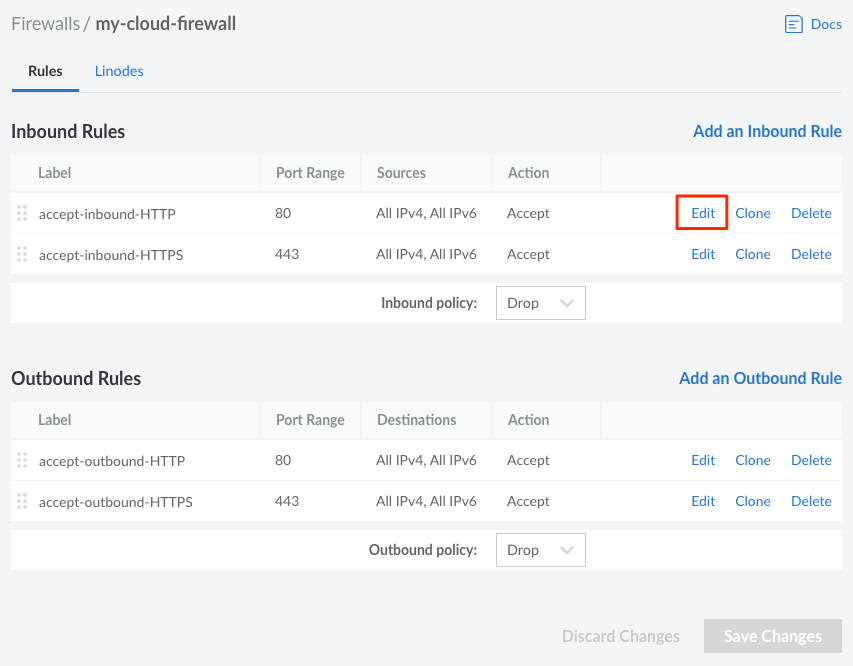 Firewalls / my-cloud-firewall Docs
Rules Linodes
Inbound Rules Add an Inbound Rule
Label Port Range Sources Action
accept-inbound-HTTP 80 All IPv4, All IPv6 Accept Edit Clone Delete
accept-inbound-HTTPS 443 All IPv4, All IPv6 Accept Edit Clone Delete
Inbound policy: Drop
Outbound Rules Add an Outbound Rule
Label Port Range Destinations Action
accept-outbound-HTTP 80 All IPv4, All IPv6 Accept Edit Clone Delete
accept-outbound-HTTPS 443 All IPv4, All IPv6 Accept Edit Clone Delete
Outbound policy: Drop
Discard Changes Save Changes